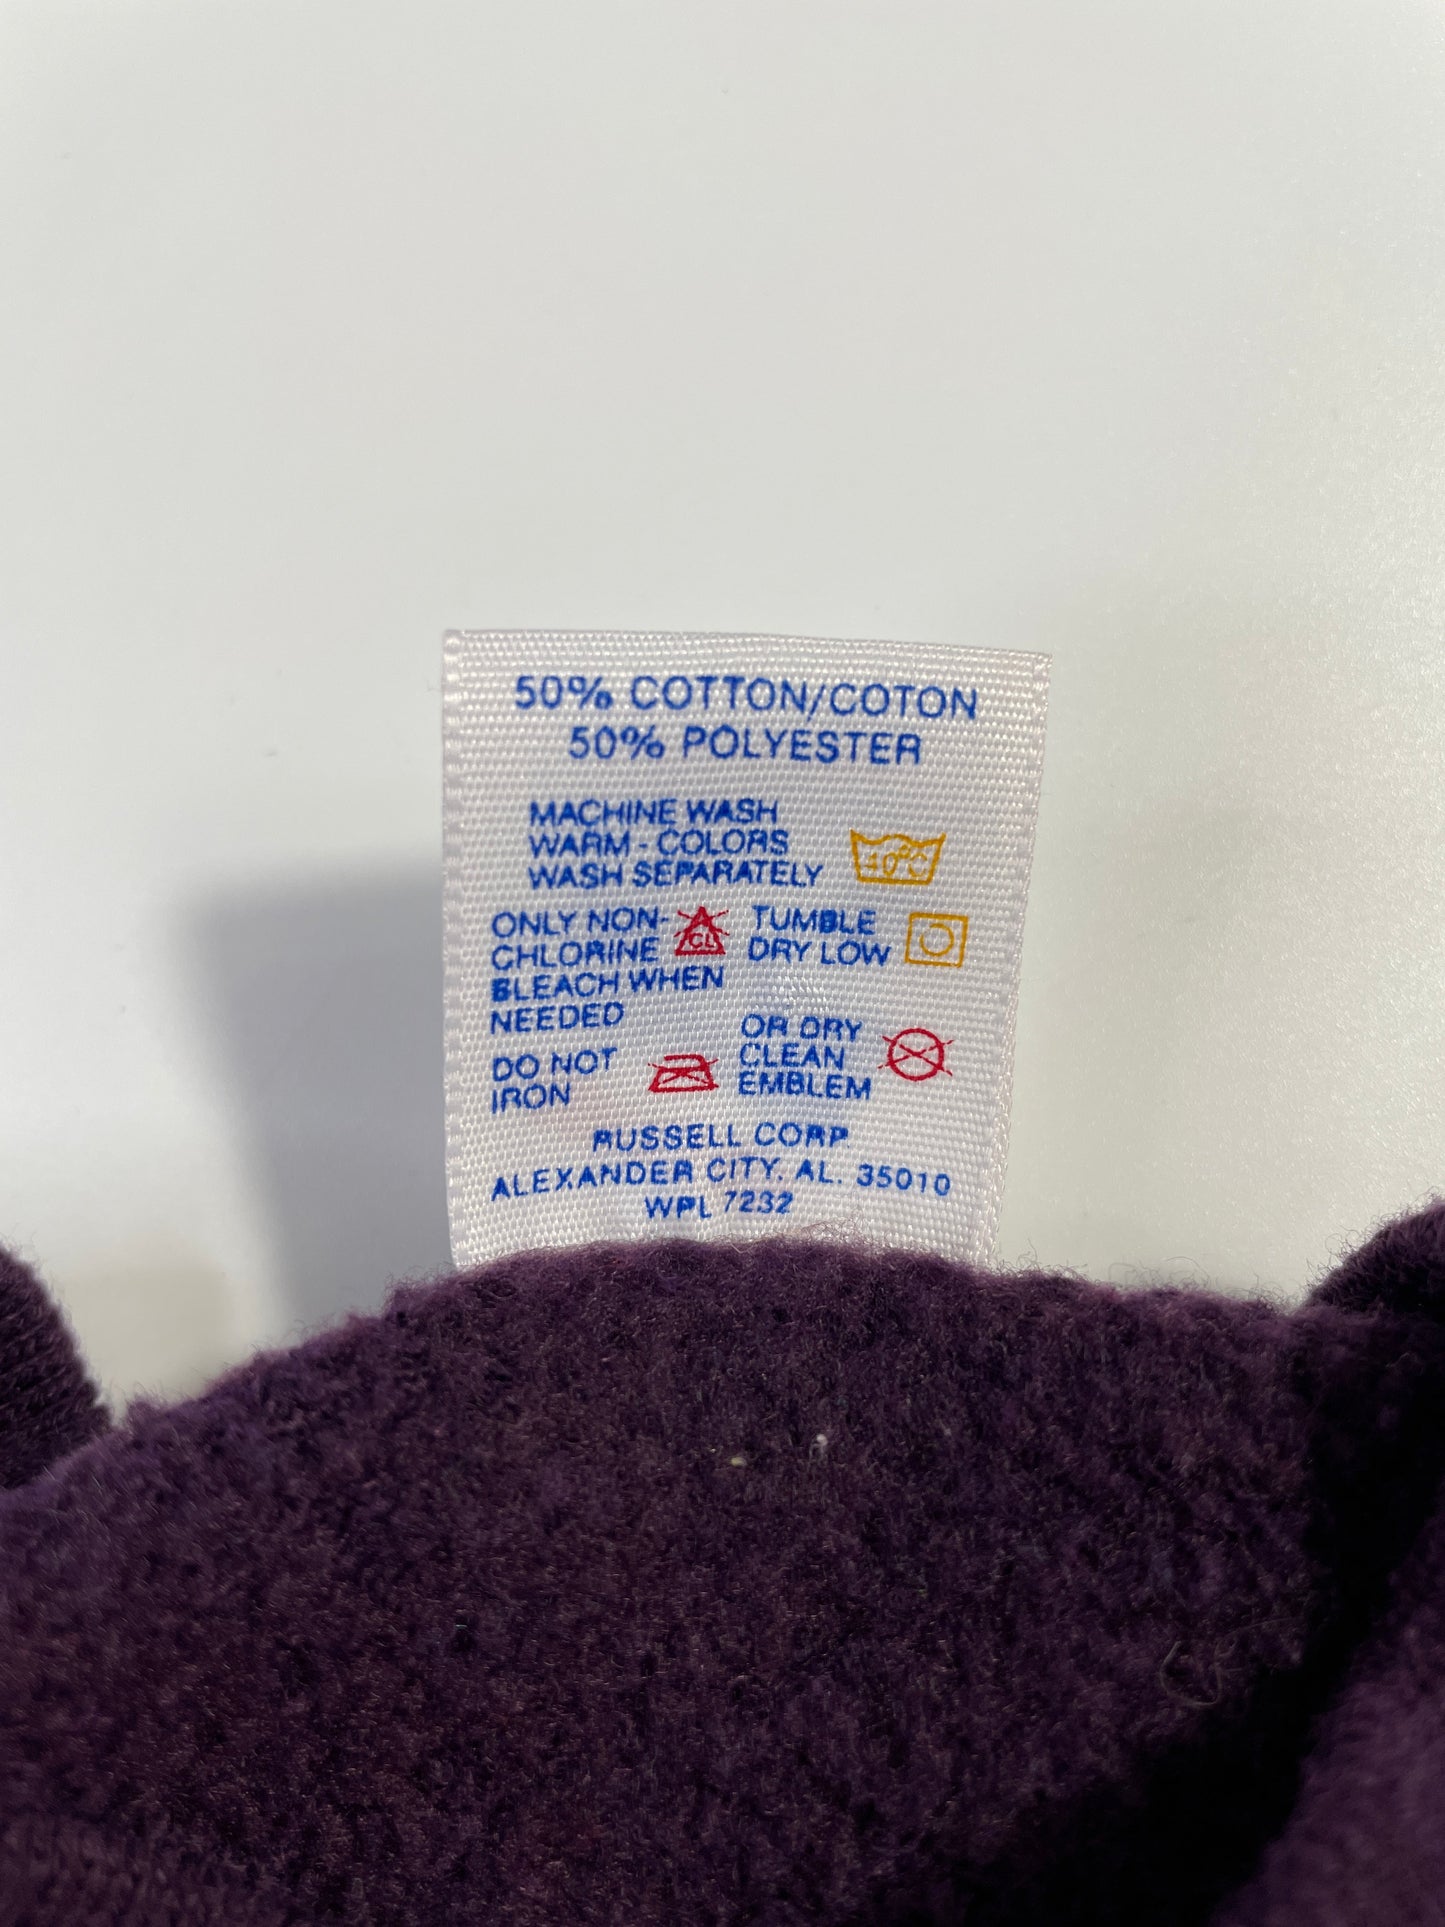 50% COTTON/COTON
50% POLYESTER
MACHINE WASH
WARM - COLORS
WASH SEPARATELY
40°C
ONLY NON-
CHLORINE
BLEACH WHEN
NEEDED
CL
TUMBLE
DRY LOW
DO NOT
IRON
OR DRY
CLEAN
EMBLEM
RUSSELL CORP.
ALEXANDER CITY, AL. 35010
WPL 7232